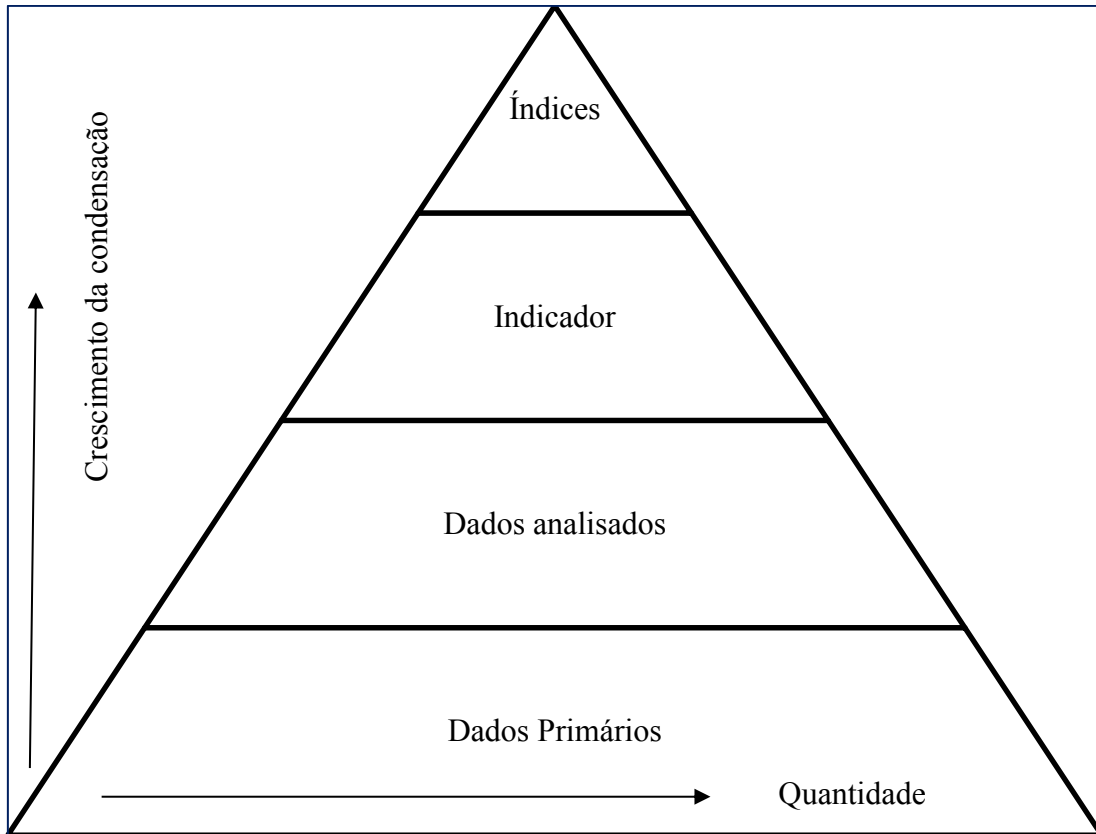 Índices
Crescimento da condensação
Indicador
Dados analisados
Dados Primários
Quantidade